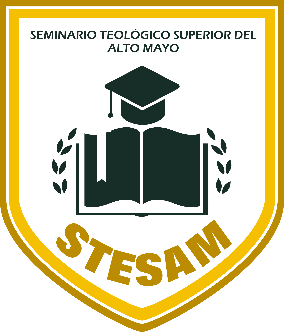 SEMINARIO TEOLÓGICO SUPERIOR DEL
ALTO MAYO
STESAM